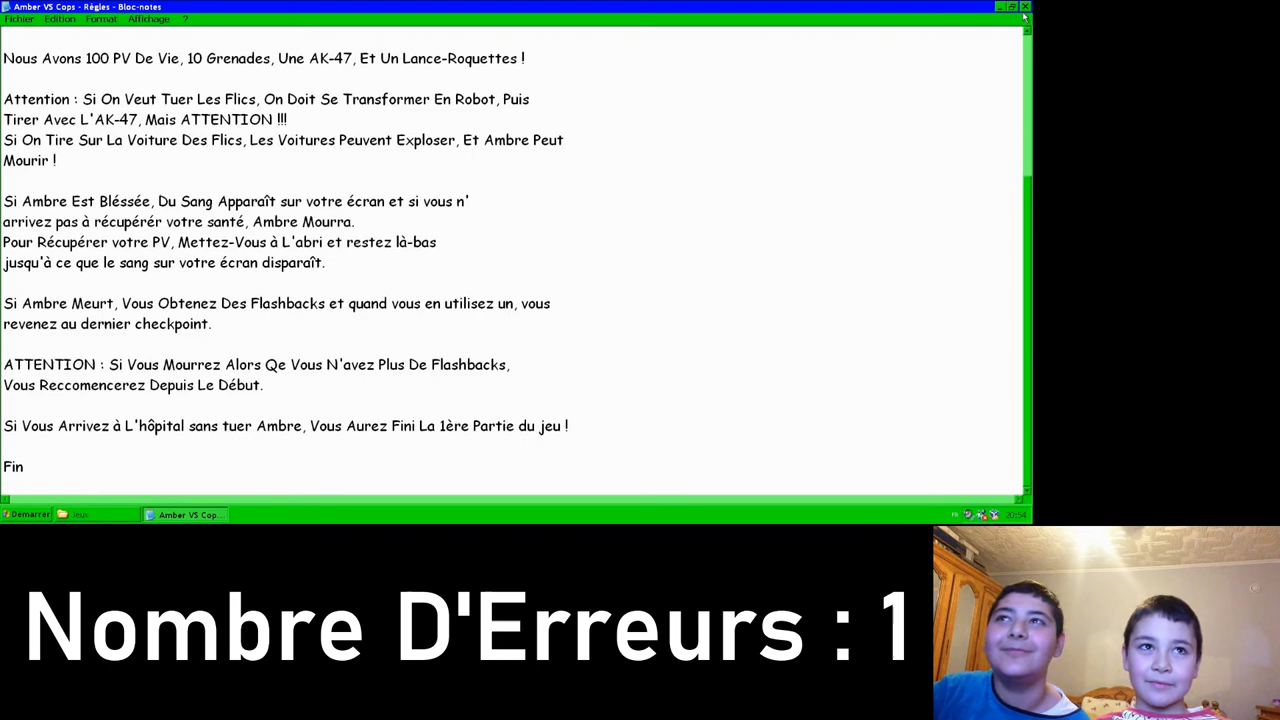 Amber VS Cops - Règles - Bloc-notes
Fichier Edition Format Affichage ?
Nous Avons 100 PV De Vie, 10 Grenades, Une AK-47, Et Un Lance-Roquettes !
Attention : Si On Veut Tuer Les Flics, On Doit Se Transformer En Robot, Puis
Tirer Avec L'AK-47, Mais ATTENTION !!!
Si On Tire Sur La Voiture Des Flics, Les Voitures Peuvent Exploser, Et Ambre Peut
Mourir !
Si Ambre Est Bléssée, Du Sang Apparaît sur votre écran et si vous n'
arrivez pas à récupérér votre santé, Ambre Mourra.
Pour Récupérer votre PV, Mettez-Vous à L'abri et restez là-bas
jusqu'à ce que le sang sur votre écran disparaît.
Si Ambre Meurt, Vous Obtenez Des Flashbacks et quand vous en utilisez un, vous
revenez au dernier checkpoint.
ATTENTION : Si Vous Mourrez Alors Qe Vous N'avez Plus De Flashbacks,
Vous Reccomencerez Depuis Le Début.
Si Vous Arrivez à L'hôpital sans tuer Ambre, Vous Aurez Fini La 1ère Partie du jeu !
Fin
Démarrer Jeux Amber VS Cop... FR 20:54
Nombre D'Erreurs : 1